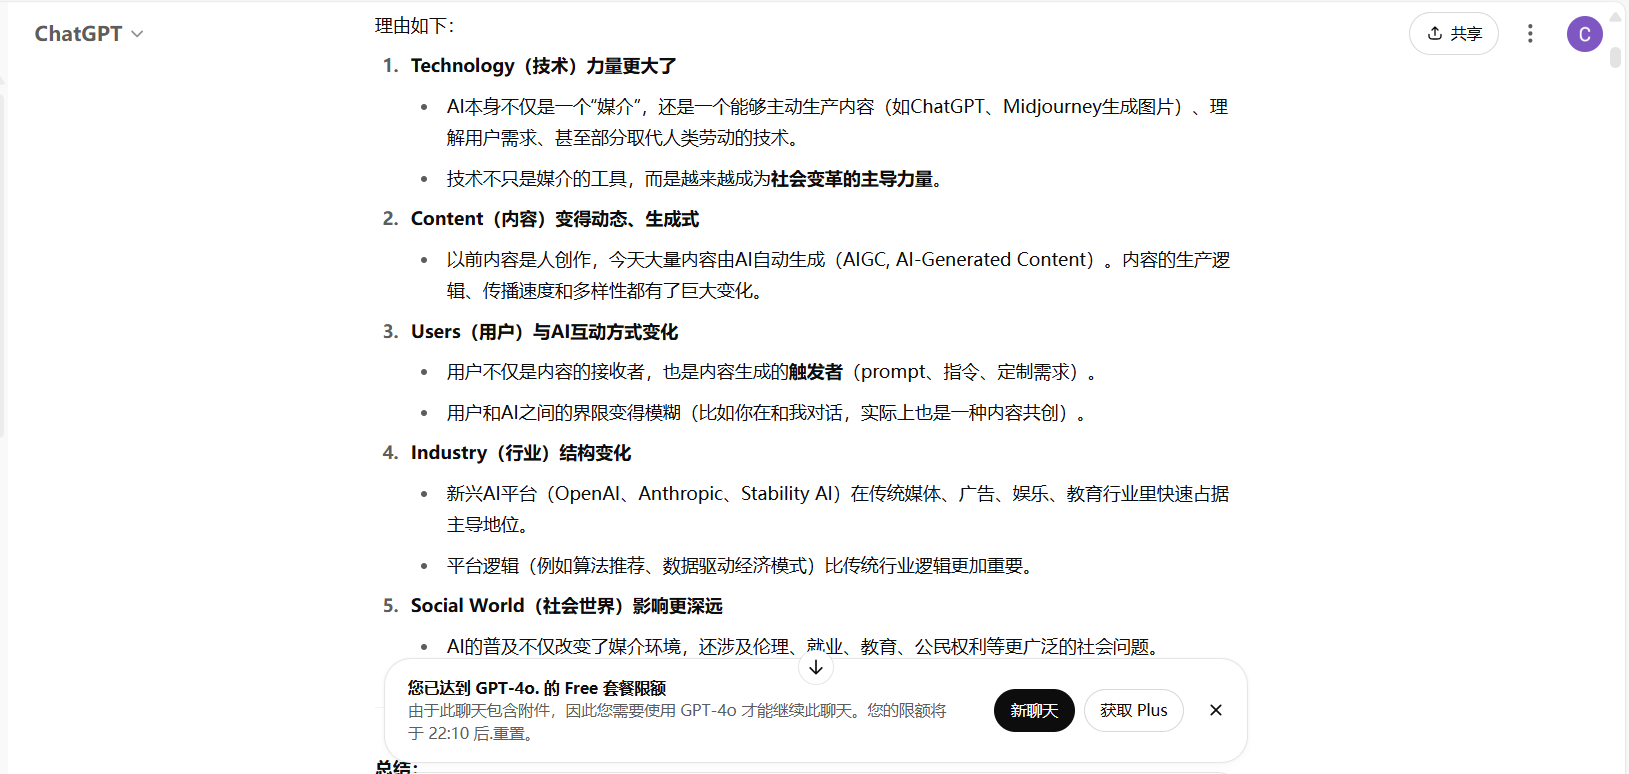 ChatGPT
共享
C
理由如下：
1. Technology（技术）力量更大了
AI本身不仅是一个“媒介”，还是一个能够主动生产内容（如ChatGPT、Midjourney生成图片）、理
解用户需求、甚至部分取代人类劳动的技术。
技术不只是媒介的工具，而是越来越成为社会变革的主导力量。
2. Content（内容）变得动态、生成式
以前内容是人创作，今天大量内容由AI自动生成（AIGC, AI-Generated Content）。内容的生产逻
辑、传播速度和多样性都有了巨大变化。
3. Users（用户）与AI互动方式变化
用户不仅是内容的接收者，也是内容生成的触发者（prompt、指令、定制需求）。
用户和AI之间的界限变得模糊（比如你在和我对话，实际上也是一种内容共创）。
4. Industry（行业）结构变化
新兴AI平台（OpenAI、Anthropic、Stability AI）在传统媒体、广告、娱乐、教育行业里快速占据
主导地位。
平台逻辑（例如算法推荐、数据驱动经济模式）比传统行业逻辑更加重要。
5. Social World（社会世界）影响更深远
AI的普及不仅改变了媒介环境，还涉及伦理、就业、教育、公民权利等更广泛的社会问题。
您已达到 GPT-4o. 的 Free 套餐限额
由于此聊天包含附件，因此您需要使用 GPT-4o 才能继续此聊天。您的限额将
于 22:10 后.重置。
新聊天
获取 Plus
总结：